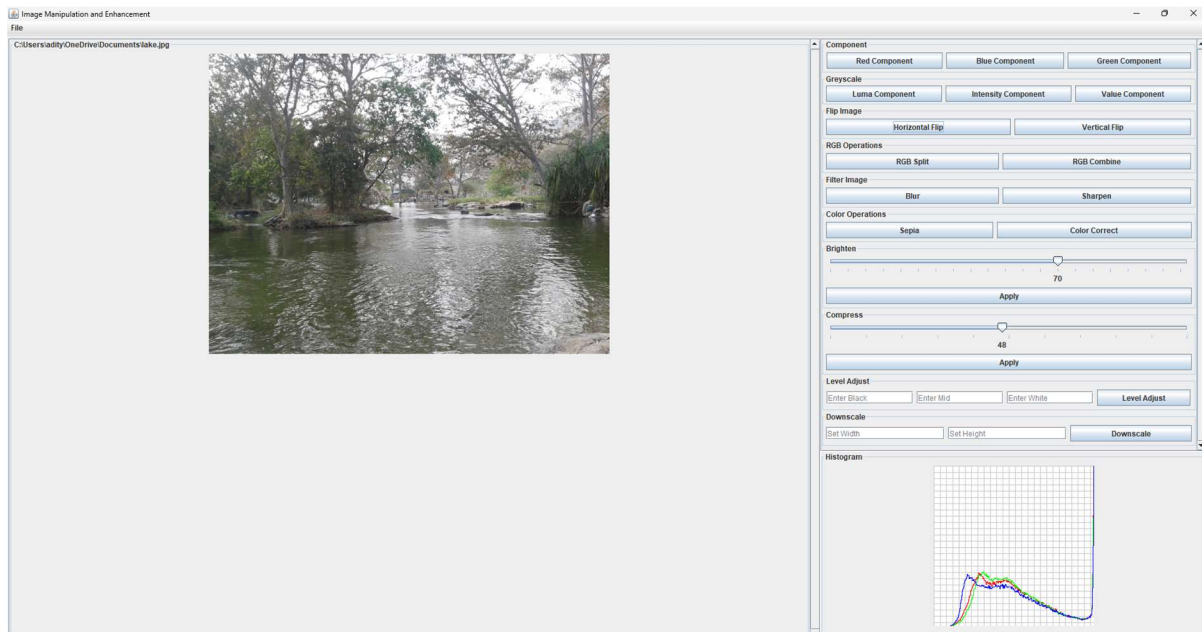 Image Manipulation and Enhancement
File
C:\Users\adity\OneDrive\Documents\lake.jpg
Component
Red Component Blue Component Green Component
Greyscale
Luma Component Intensity Component Value Component
Flip Image
Horizontal Flip Vertical Flip
RGB Operations
RGB Split RGB Combine
Filter Image
Blur Sharpen
Color Operations
Sepia Color Correct
Brighten
70
Apply
Compress
48
Apply
Level Adjust
Enter Black Enter Mid Enter White Level Adjust
Downscale
Set Width Set Height Downscale
Histogram